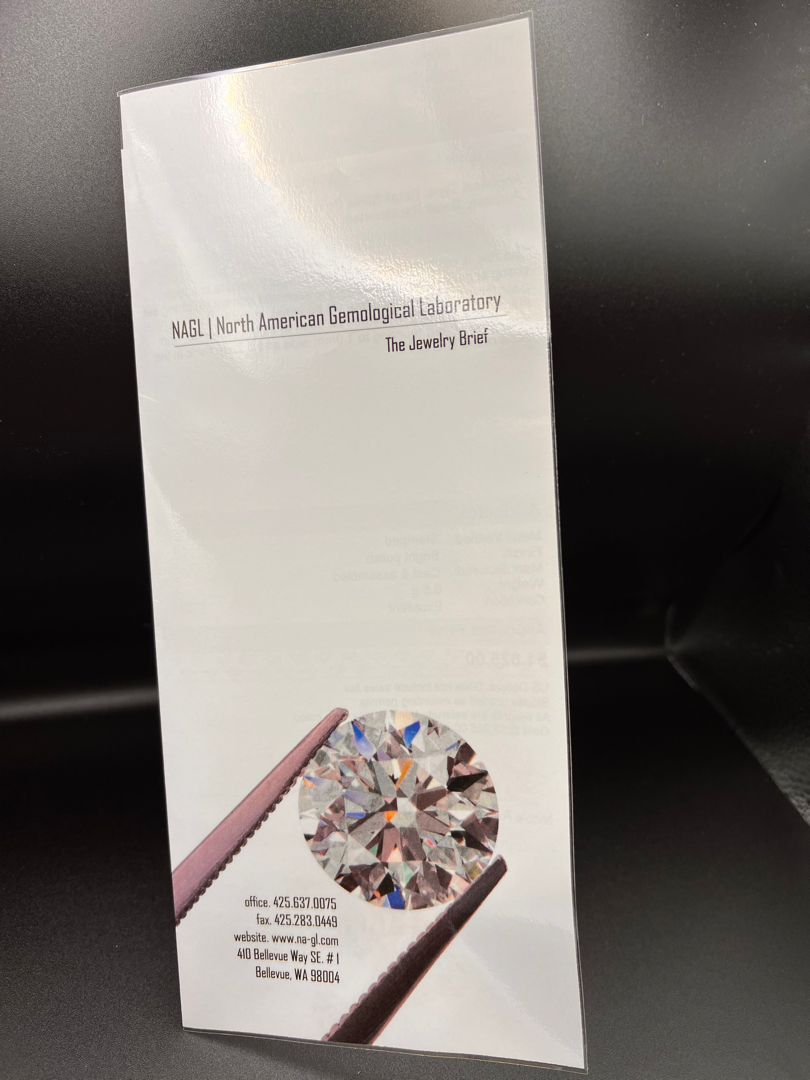 NAGL | North American Gemological Laboratory
The Jewelry Brief
office. 425.637.0075
fax. 425.283.0449
website. www.na-gl.com
410 Bellevue Way SE. # 1
Bellevue, WA 98004